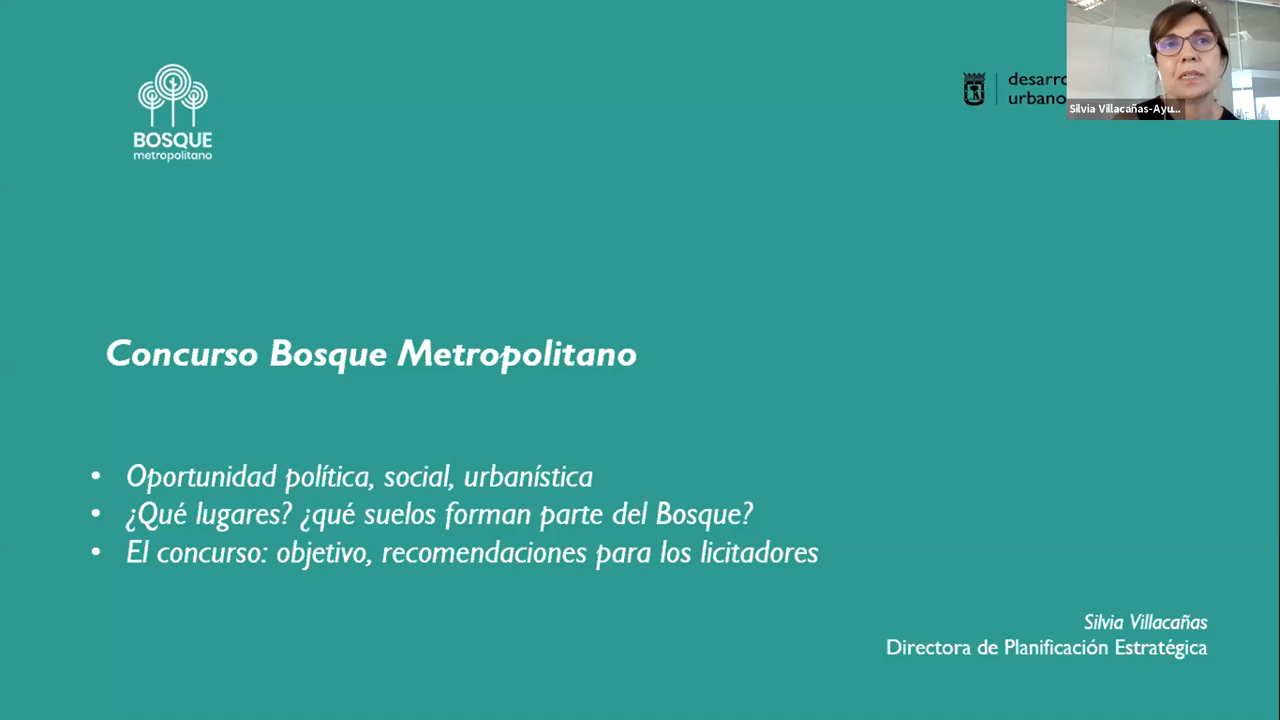 BOSQUE
metropolitano
urbano
Silvia Villacañas-Ayu...
Concurso Bosque Metropolitano
• Oportunidad política, social, urbanística
• ¿Qué lugares? ¿qué suelos forman parte del Bosque?
• El concurso: objetivo, recomendaciones para los licitadores
Silvia Villacañas
Directora de Planificación Estratégica